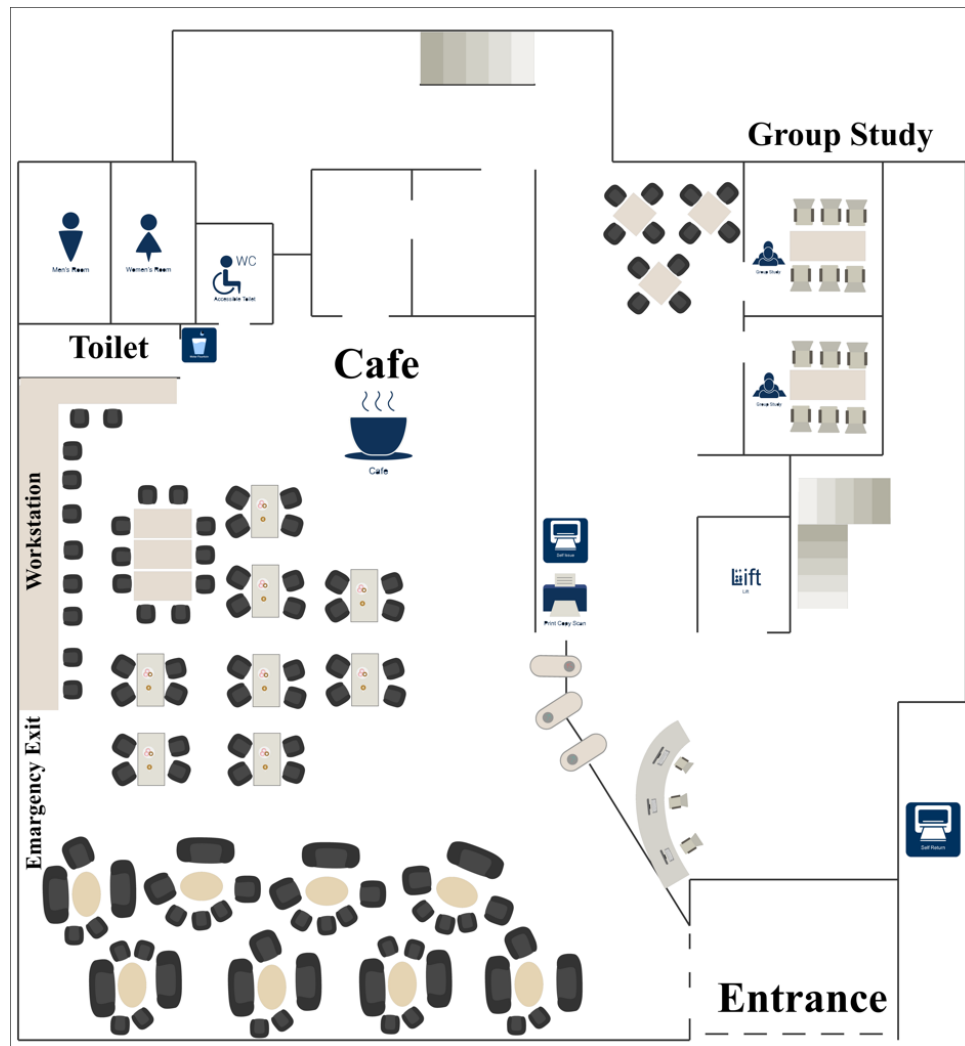 Group Study
WC
Men's Room
Women's Room
Accessible Toilet
Group Study
Toilet
Cafe
Group Study
Cafe
Workstation
Self Issue
Lift
Lift
Print Copy Scan
Emargency Exit
Self Return
Entrance